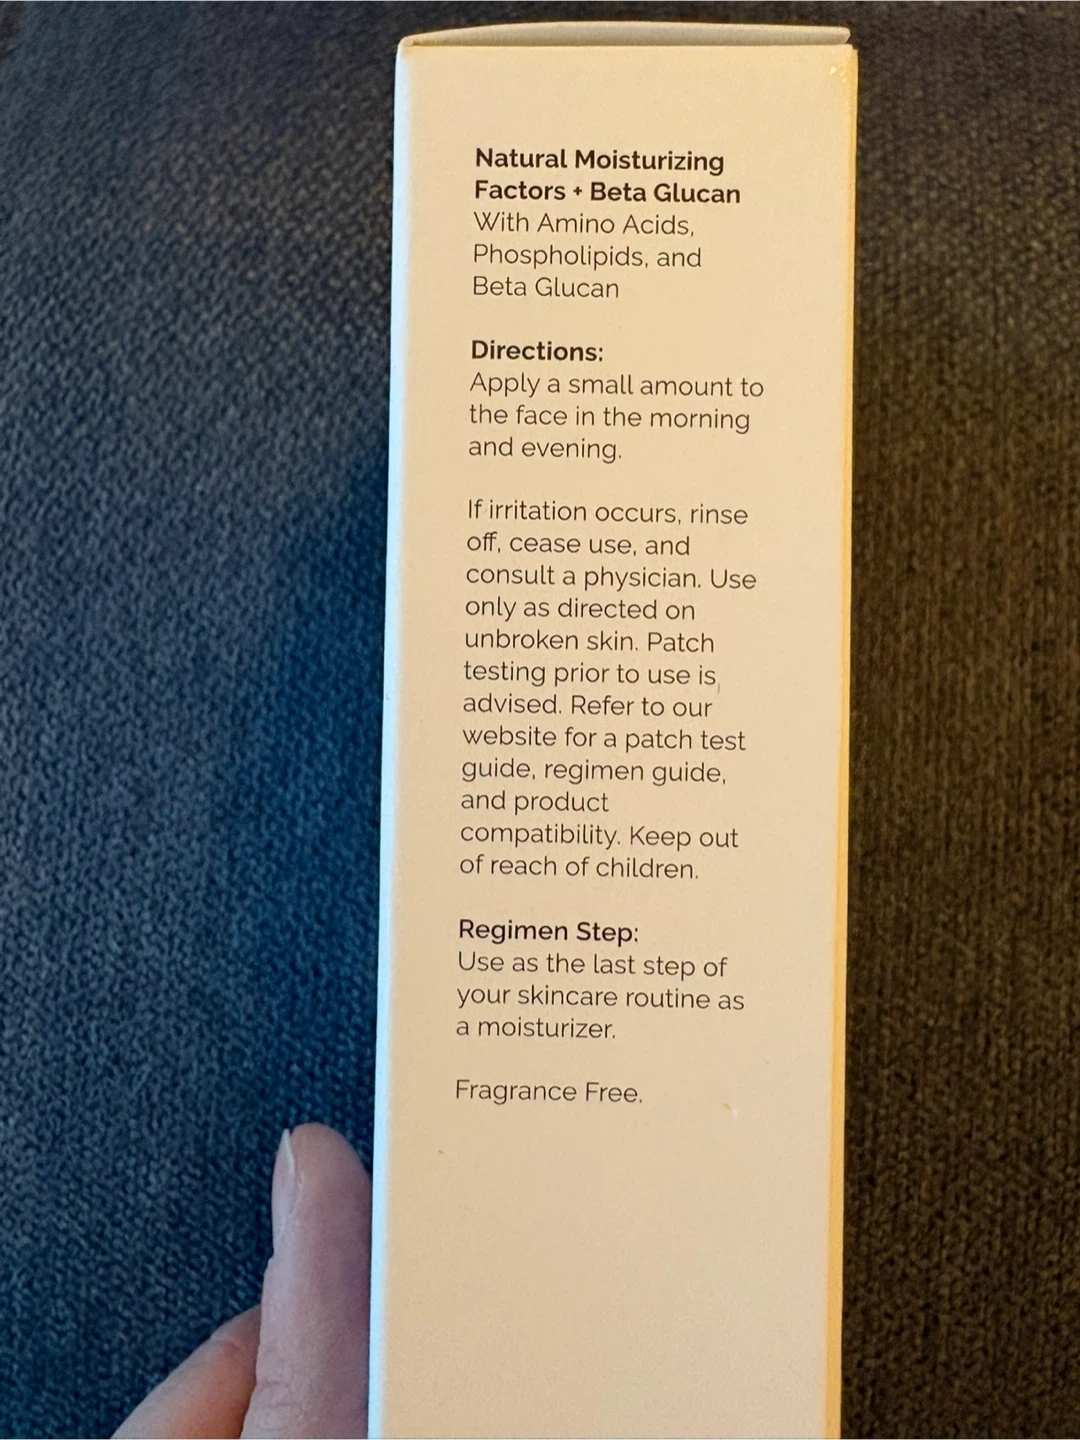 Natural Moisturizing
Factors + Beta Glucan
With Amino Acids,
Phospholipids, and
Beta Glucan
Directions:
Apply a small amount to
the face in the morning
and evening.
If irritation occurs, rinse
off, cease use, and
consult a physician. Use
only as directed on
unbroken skin. Patch
testing prior to use is
advised. Refer to our
website for a patch test
guide, regimen guide,
and product
compatibility. Keep out
of reach of children.
Regimen Step:
Use as the last step of
your skincare routine as
a moisturizer.
Fragrance Free.